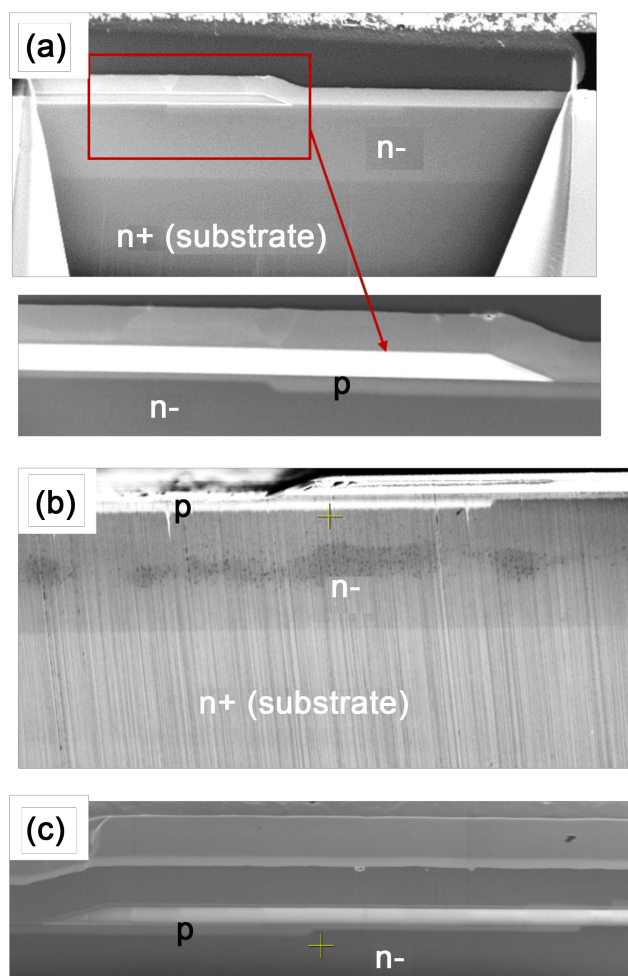 (a)
n-
n+ (substrate)
p
n-
(b)
p
n-
n+ (substrate)
(c)
p
n-